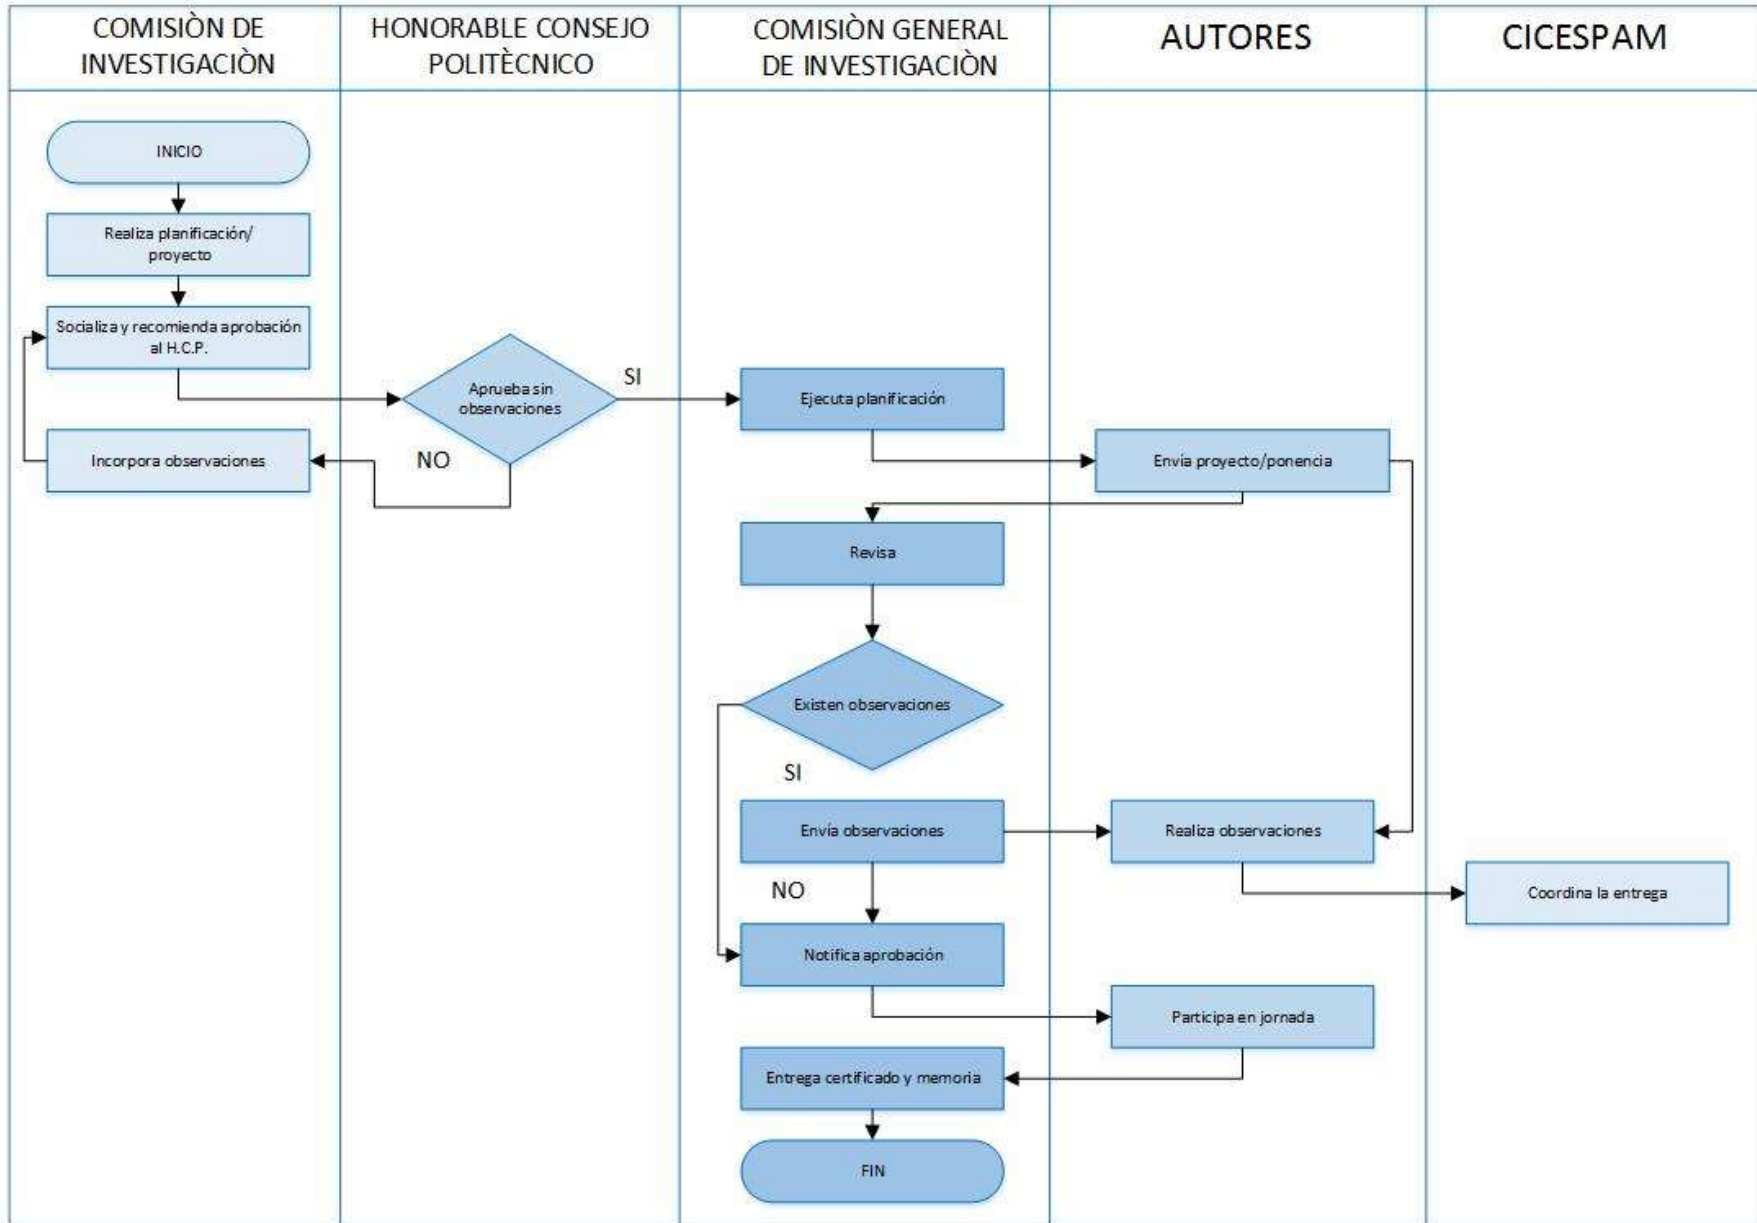 COMISIÒN DE
INVESTIGACIÒN
HONORABLE CONSEJO
POLITÈCNICO
COMISIÒN GENERAL
DE INVESTIGACIÒN
AUTORES
CICESPAM
INICIO
Realiza planificación/
proyecto
Socializa y recomienda aprobación
al H.C.P.
Aprueba sin
observaciones
SI
NO
Incorpora observaciones
Ejecuta planificación
Envía proyecto/ponencia
Revisa
Existen observaciones
SI
Envía observaciones
Realiza observaciones
NO
Coordina la entrega
Notifica aprobación
Participa en jornada
Entrega certificado y memoria
FIN